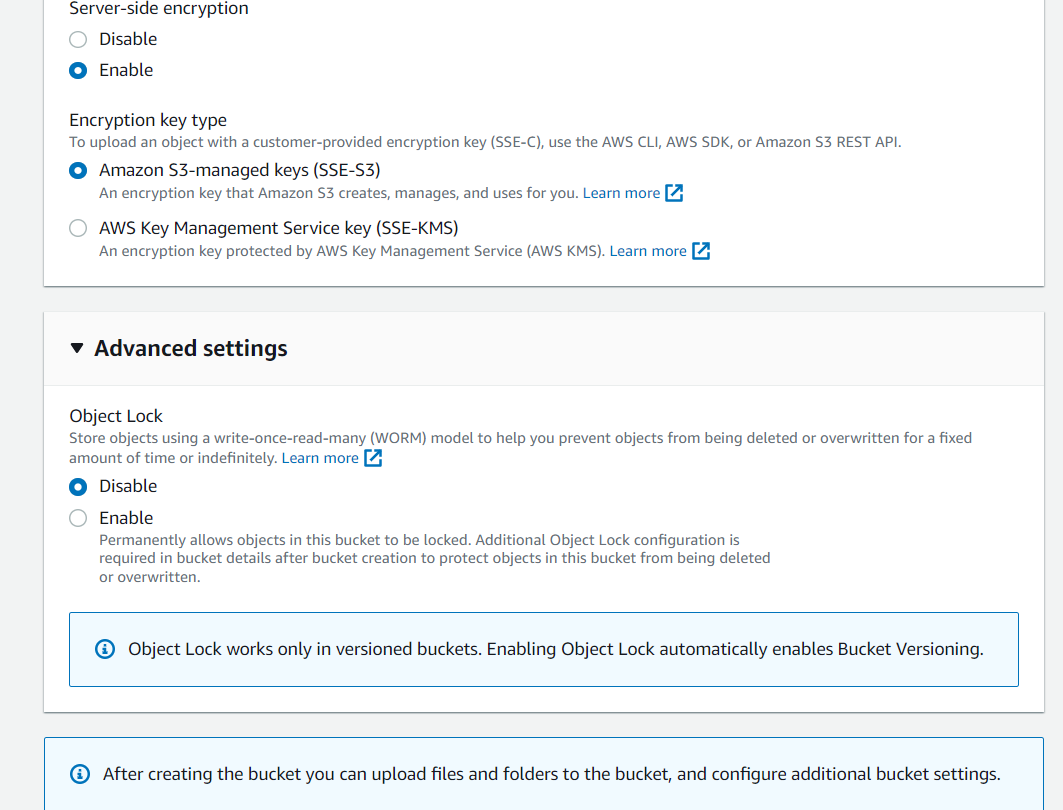 Server-side encryption
Disable
Enable
Encryption key type
To upload an object with a customer-provided encryption key (SSE-C), use the AWS CLI, AWS SDK, or Amazon S3 REST API.
Amazon S3-managed keys (SSE-S3)
An encryption key that Amazon S3 creates, manages, and uses for you. Learn more
AWS Key Management Service key (SSE-KMS)
An encryption key protected by AWS Key Management Service (AWS KMS). Learn more
Advanced settings
Object Lock
Store objects using a write-once-read-many (WORM) model to help you prevent objects from being deleted or overwritten for a fixed
amount of time or indefinitely. Learn more
Disable
Enable
Permanently allows objects in this bucket to be locked. Additional Object Lock configuration is
required in bucket details after bucket creation to protect objects in this bucket from being deleted
or overwritten.
Object Lock works only in versioned buckets. Enabling Object Lock automatically enables Bucket Versioning.
After creating the bucket you can upload files and folders to the bucket, and configure additional bucket settings.